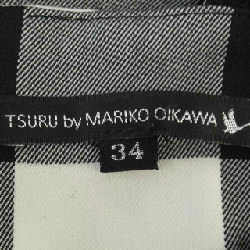 TSURU by MARIKO OIKAWA
34